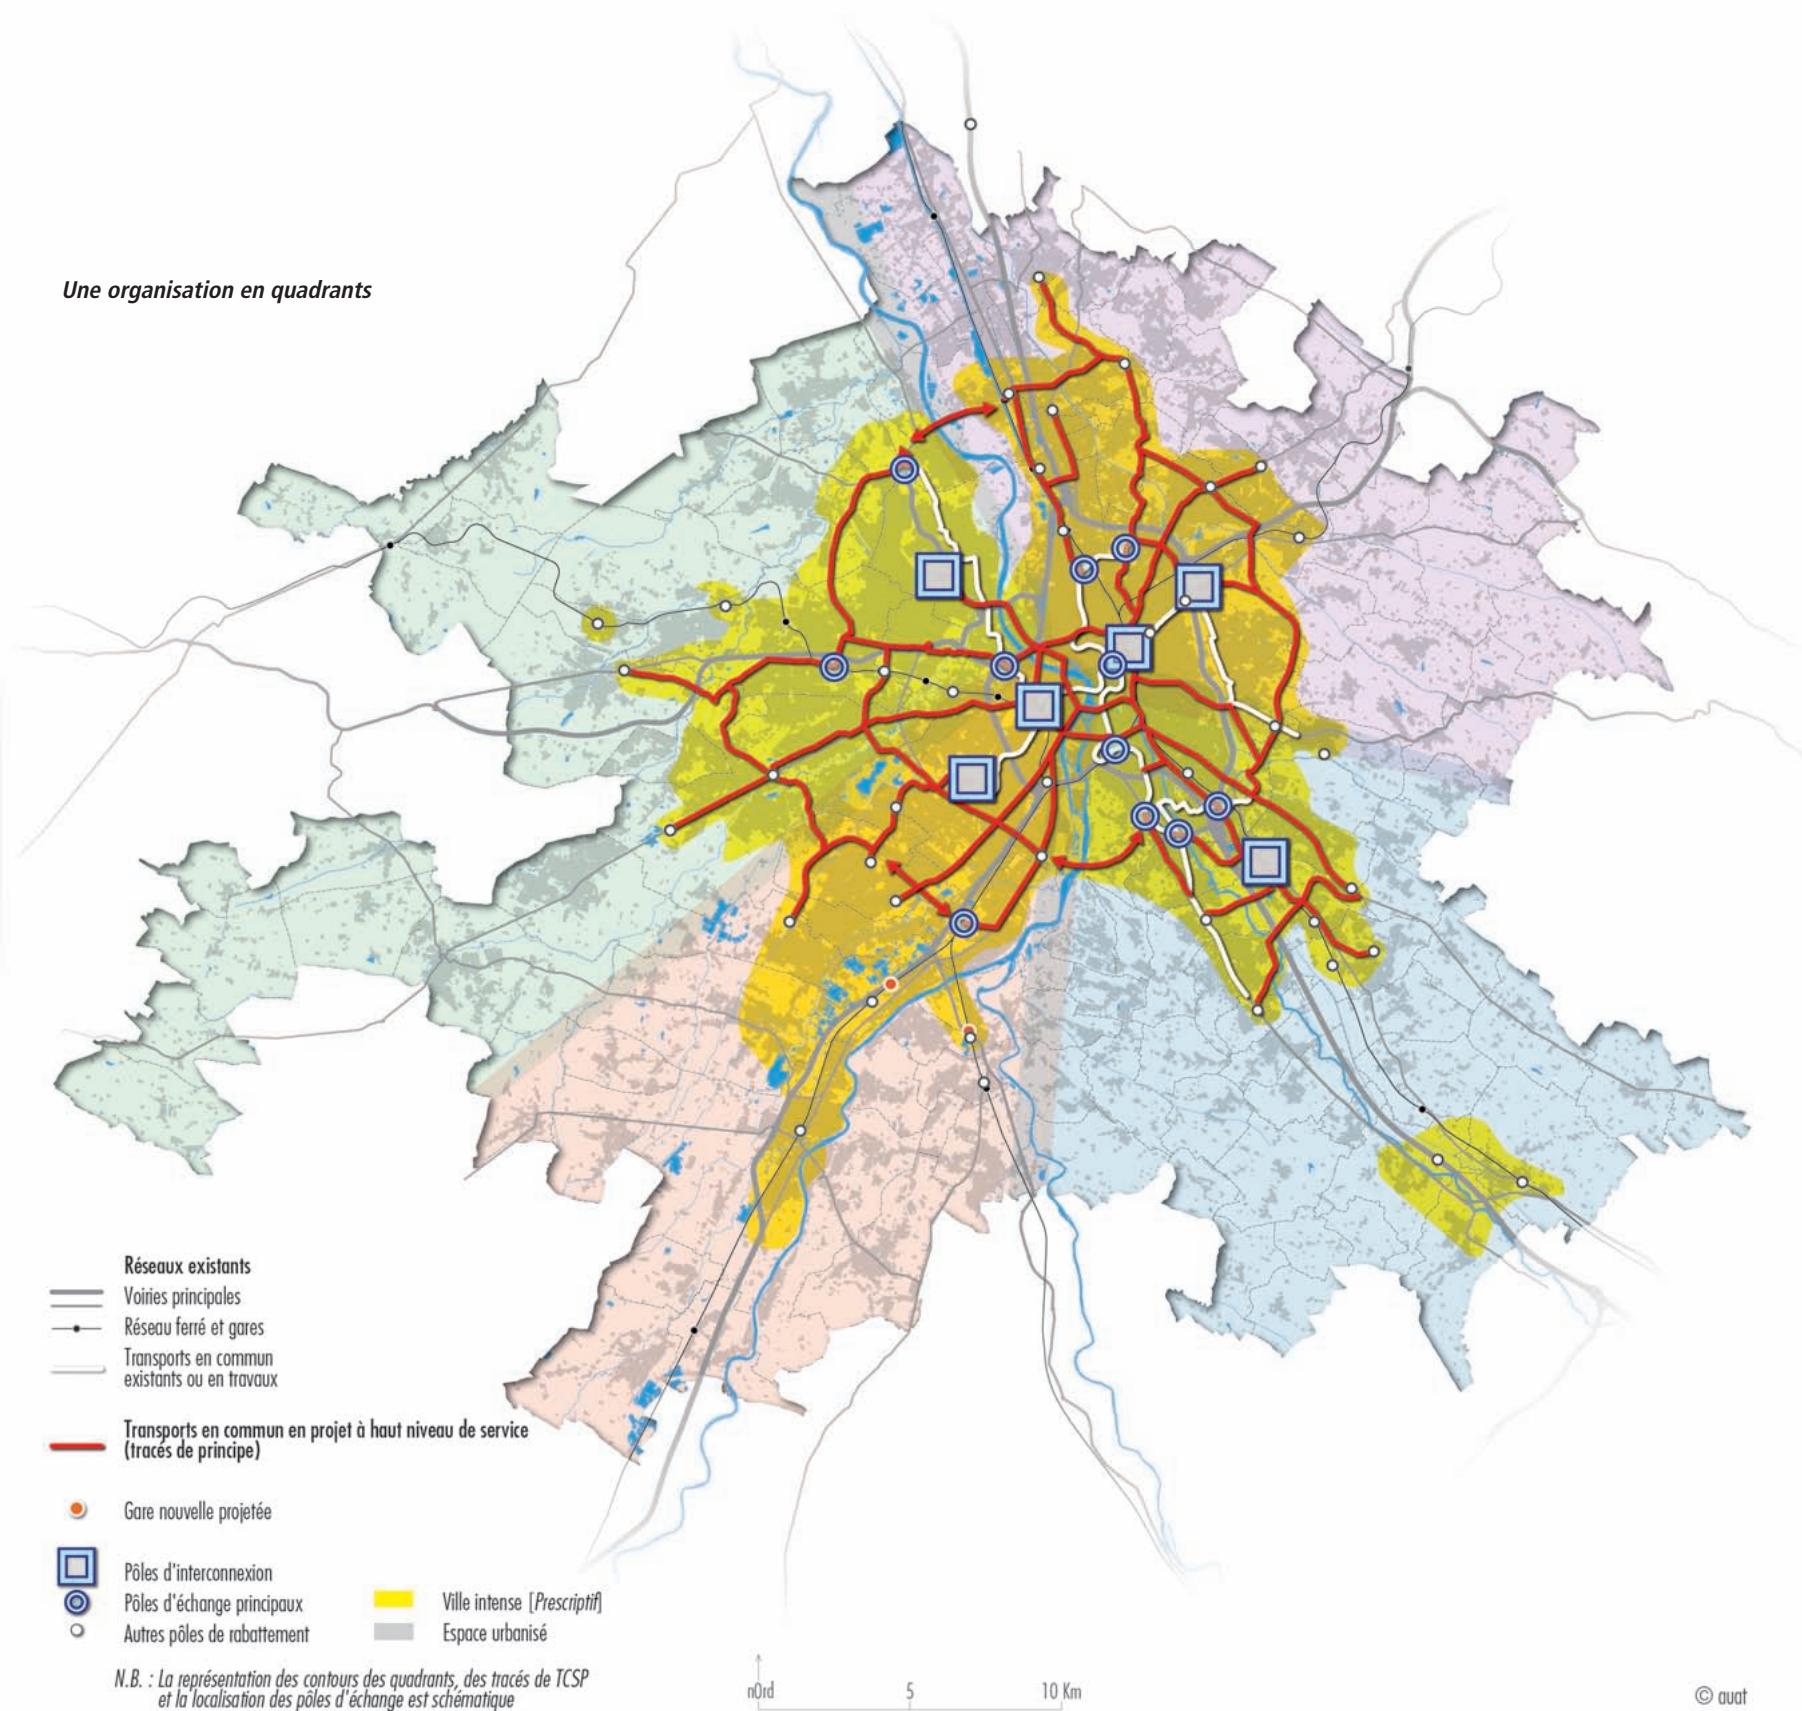 Une organisation en quadrants
Réseaux existants
Voiries principales
Réseau ferré et gares
Transports en commun
existants ou en travaux
Transports en commun en projet à haut niveau de service
(tracés de principe)
Gare nouvelle projetée
Pôles d'interconnexion
Pôles d'échange principaux
Autres pôles de rabattement
Ville intense [Prescriptif]
Espace urbanisé
N.B. : La représentation des contours des quadrants, des tracés de TCSP
et la localisation des pôles d'échange est schématique
nOrd 5 10 Km
© auat